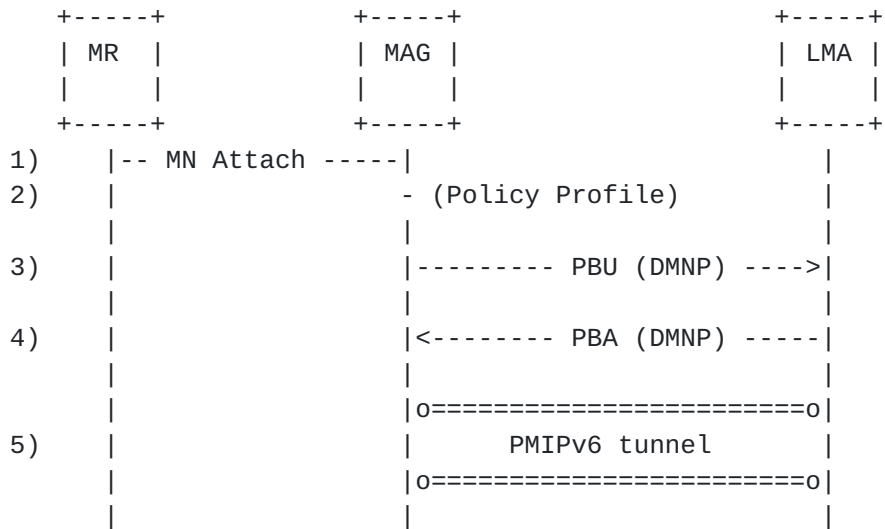 MR MAG LMA
1) MN Attach
2) (Policy Profile)
3) PBU (DMNP)
4) PBA (DMNP)
5) PMIPv6 tunnel